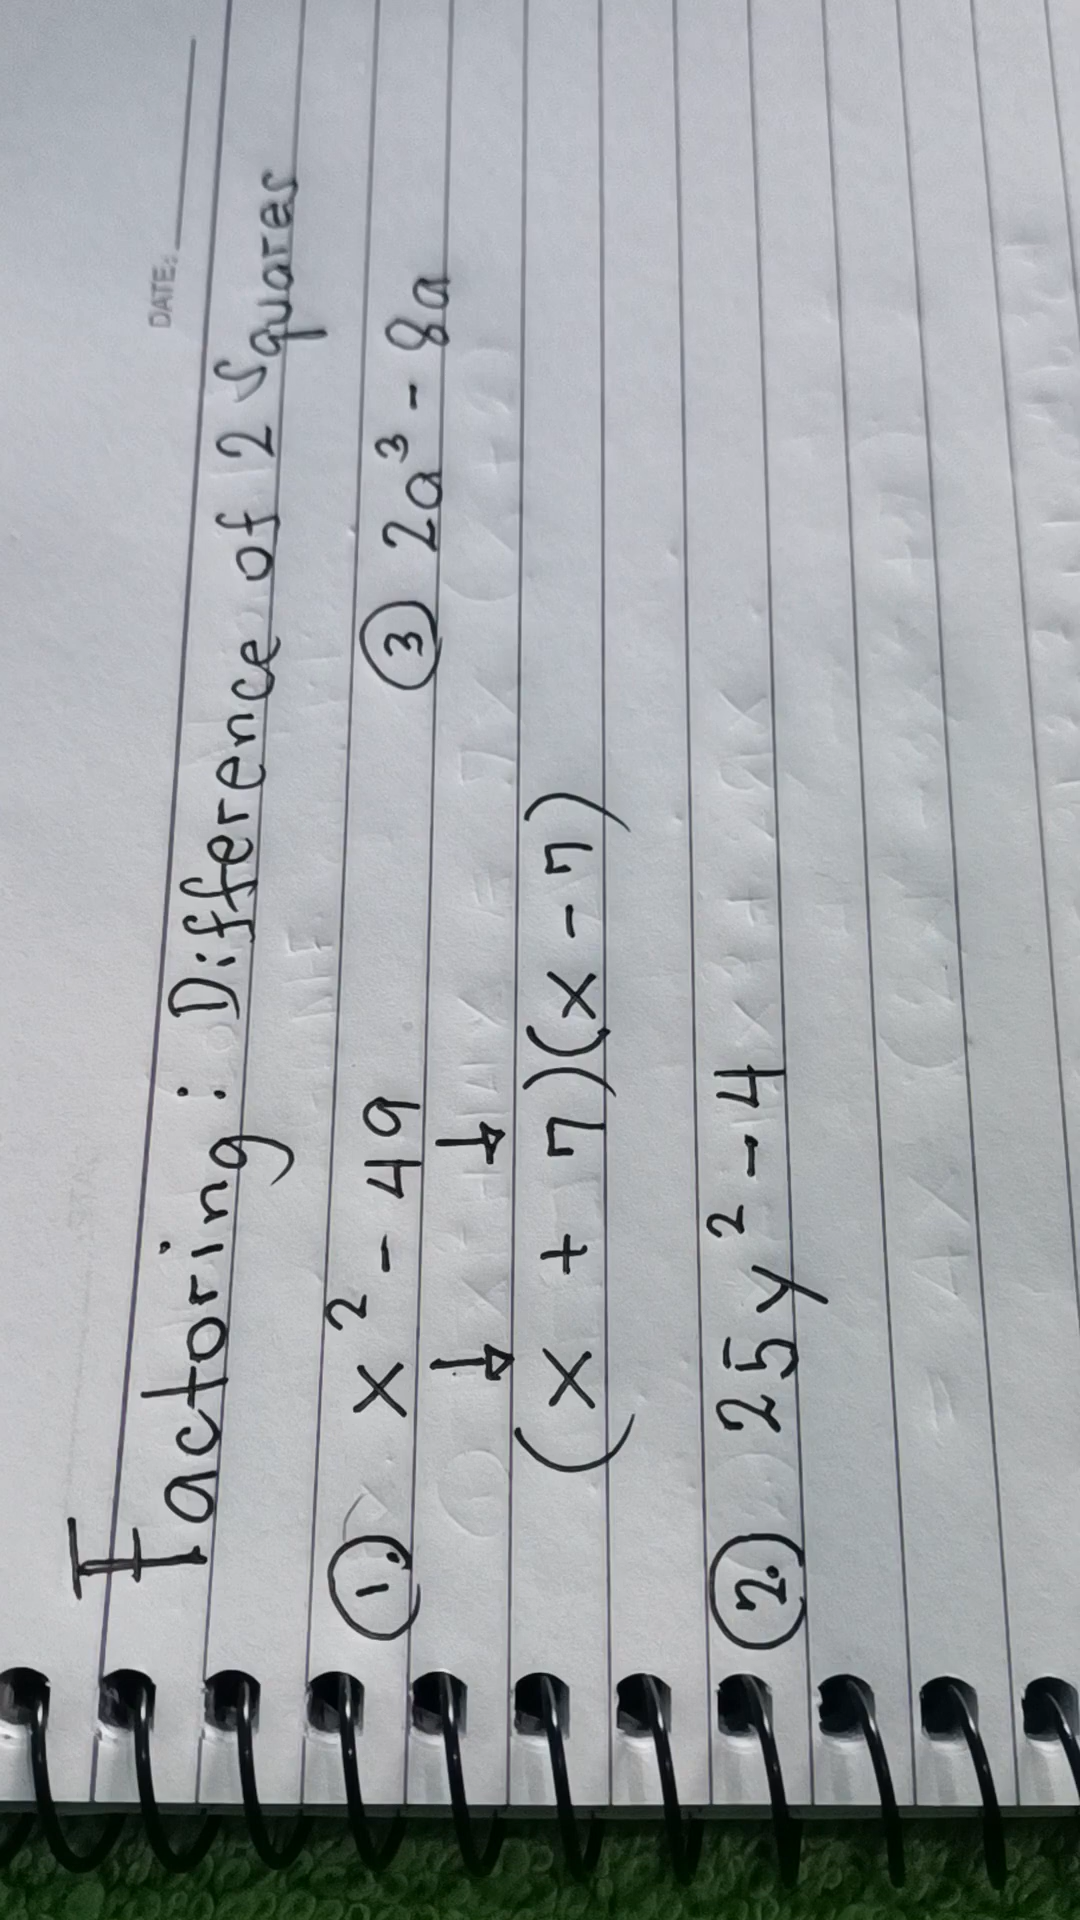 DATE:
Factoring: Difference of 2 Squares
1. x² - 49
③ 2a³ - 8a
(x + 7)(x - 7)
2. 25y² - 4